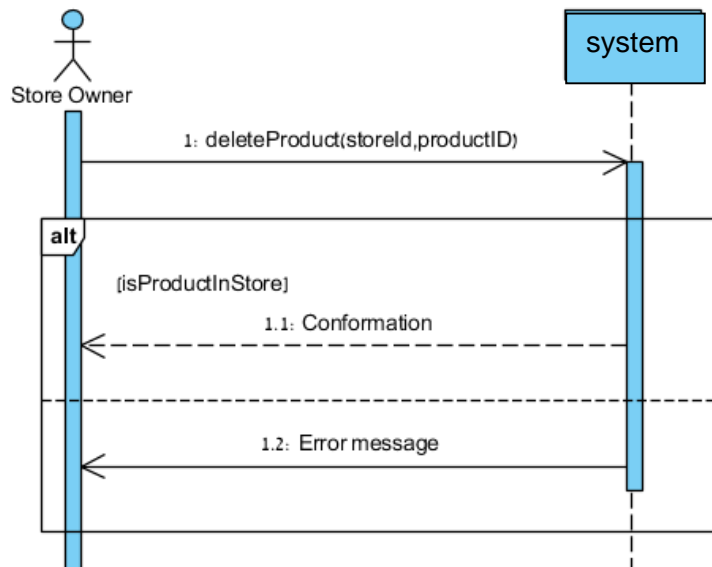 system
Store Owner
1: deleteProduct(storeId,productID)
alt
[isProductInStore]
1.1: Conformation
1.2: Error message